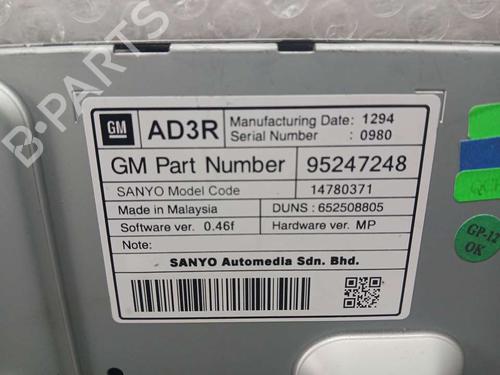 B-PARTS
GM
AD3R
Manufacturing Date: 1294
Serial Number : 0980
GM Part Number 95247248
SANYO Model Code 14780371
Made in Malaysia DUNS : 652508805
Software ver. 0.46f Hardware ver. MP
Note:
SANYO Automedia Sdn. Bhd.
GP-12
OK